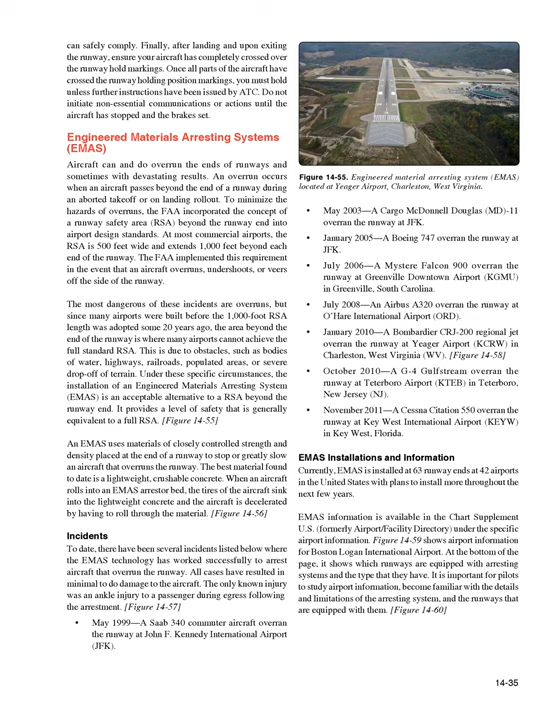 can safely comply. Finally, after landing and upon exiting
the runway, ensure your aircraft has completely crossed over
the runway hold markings. Once all parts of the aircraft have
crossed the runway holding position markings, you must hold
unless further instructions have been issued by ATC. Do not
initiate non-essential communications or actions until the
aircraft has stopped and the brakes set.
Engineered Materials Arresting Systems
(EMAS)
Aircraft can and do overrun the ends of runways and
sometimes with devastating results. An overrun occurs
when an aircraft passes beyond the end of a runway during
an aborted takeoff or on landing rollout. To minimize the
hazards of overruns, the FAA incorporated the concept of
a runway safety area (RSA) beyond the runway end into
airport design standards. At most commercial airports, the
RSA is 500 feet wide and extends 1,000 feet beyond each
end of the runway. The FAA implemented this requirement
in the event that an aircraft overruns, undershoots, or veers
off the side of the runway.
The most dangerous of these incidents are overruns, but
since many airports were built before the 1,000-foot RSA
length was adopted some 20 years ago, the area beyond the
end of the runway is where many airports cannot achieve the
full standard RSA. This is due to obstacles, such as bodies
of water, highways, railroads, populated areas, or severe
drop-off of terrain. Under these specific circumstances, the
installation of an Engineered Materials Arresting System
(EMAS) is an acceptable alternative to a RSA beyond the
runway end. It provides a level of safety that is generally
equivalent to a full RSA. [Figure 14-55]
An EMAS uses materials of closely controlled strength and
density placed at the end of a runway to stop or greatly slow
an aircraft that overruns the runway. The best material found
to date is a lightweight, crushable concrete. When an aircraft
rolls into an EMAS arrestor bed, the tires of the aircraft sink
into the lightweight concrete and the aircraft is decelerated
by having to roll through the material. [Figure 14-56]
Incidents
To date, there have been several incidents listed below where
the EMAS technology has worked successfully to arrest
aircraft that overrun the runway. All cases have resulted in
minimal to do damage to the aircraft. The only known injury
was an ankle injury to a passenger during egress following
the arrestment. [Figure 14-57]
• May 1999—A Saab 340 commuter aircraft overran
the runway at John F. Kennedy International Airport
(JFK).
Figure 14-55. Engineered material arresting system (EMAS)
located at Yeager Airport, Charleston, West Virginia.
• May 2003—A Cargo McDonnell Douglas (MD)-11
overran the runway at JFK.
• January 2005—A Boeing 747 overran the runway at
JFK.
• July 2006—A Mystere Falcon 900 overran the
runway at Greenville Downtown Airport (KGMU)
in Greenville, South Carolina.
• July 2008—An Airbus A320 overran the runway at
O’Hare International Airport (ORD).
• January 2010—A Bombardier CRJ-200 regional jet
overran the runway at Yeager Airport (KCRW) in
Charleston, West Virginia (WV). [Figure 14-58]
• October 2010—A G-4 Gulfstream overran the
runway at Teterboro Airport (KTEB) in Teterboro,
New Jersey (NJ).
• November 2011—A Cessna Citation 550 overran the
runway at Key West International Airport (KEYW)
in Key West, Florida.
EMAS Installations and Information
Currently, EMAS is installed at 63 runway ends at 42 airports
in the United States with plans to install more throughout the
next few years.
EMAS information is available in the Chart Supplement
U.S. (formerly Airport/Facility Directory) under the specific
airport information. Figure 14-59 shows airport information
for Boston Logan International Airport. At the bottom of the
page, it shows which runways are equipped with arresting
systems and the type that they have. It is important for pilots
to study airport information, become familiar with the details
and limitations of the arresting system, and the runways that
are equipped with them. [Figure 14-60]
14-35